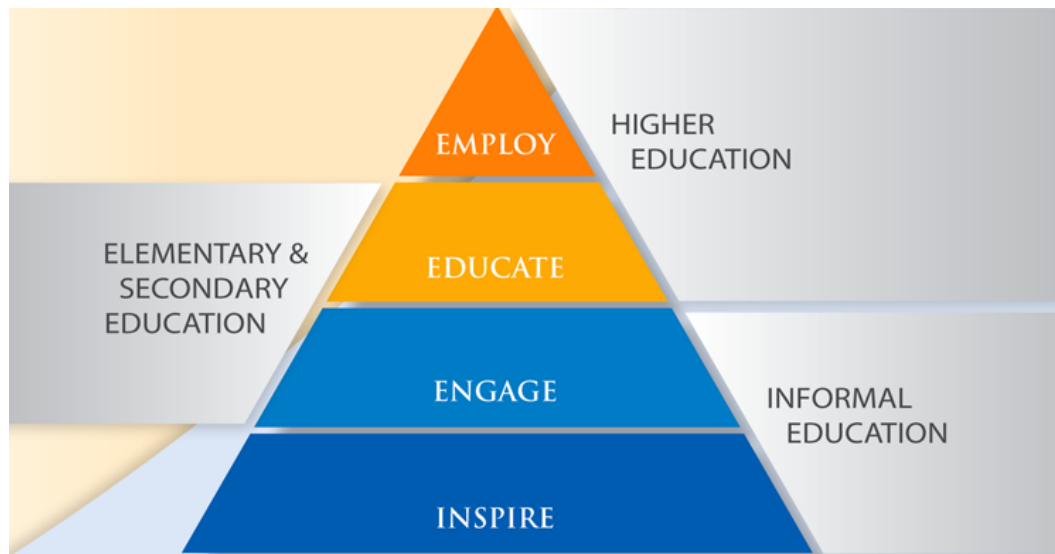 EMPLOY
HIGHER
EDUCATION
ELEMENTARY &
SECONDARY
EDUCATION
EDUCATE
ENGAGE
INFORMAL
EDUCATION
INSPIRE